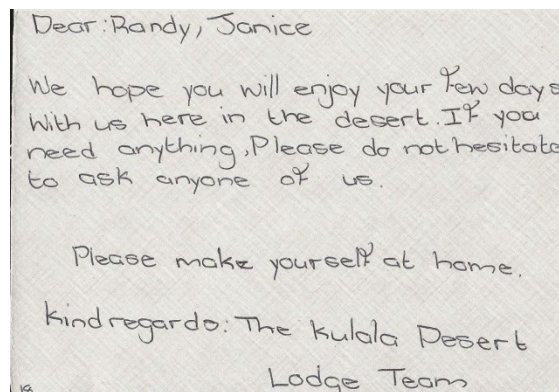 Dear: Randy, Janice
We hope you will enjoy your few days
With us here in the desert. If you
need anything, Please do not hesitate
to ask anyone of us.
Please make yourself at home.
kind regards: The Kulala Desert
Lodge Team